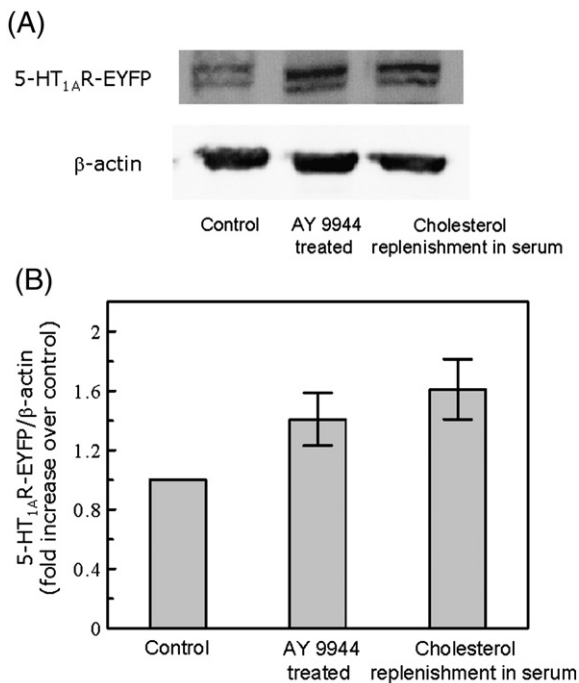 (A)
5-HT1AR-EYFP
β-actin
Control
AY 9944
treated
Cholesterol
replenishment in serum
(B)
5-HT1AR-EYFP/β-actin
(fold increase over control)
2
1.6
1.2
0.8
0.4
0
Control
AY 9944
treated
Cholesterol
replenishment in serum